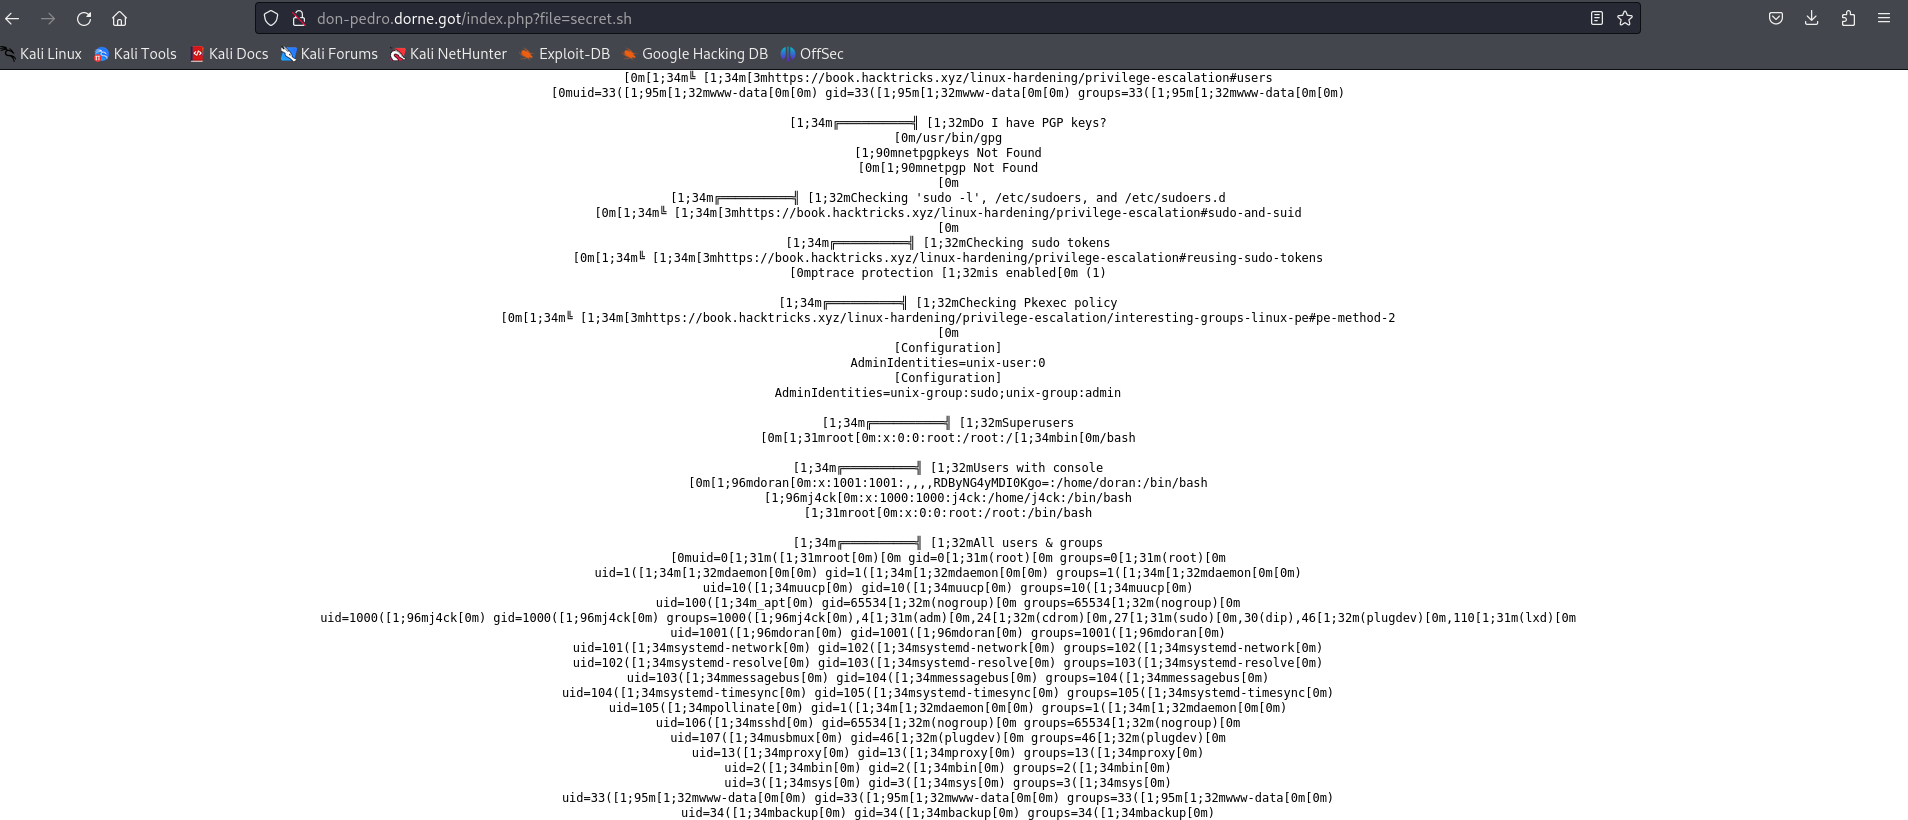 don-pedro.dorne.got/index.php?file=secret.sh
Kali Linux Kali Tools Kali Docs Kali Forums Kali NetHunter Exploit-DB Google Hacking DB OffSec
[0m[1;34m╚ [1;34m[3mhttps://book.hacktricks.xyz/linux-hardening/privilege-escalation#users
[0muid=33([1;95m[1;32mwww-data[0m[0m) gid=33([1;95m[1;32mwww-data[0m[0m) groups=33([1;95m[1;32mwww-data[0m[0m)
[1;34m╔══════════╣ [1;32mDo I have PGP keys?
[0m/usr/bin/gpg
[1;90mnetpgpkeys Not Found
[0m[1;90mnetpgp Not Found
[0m
[1;34m╔══════════╣ [1;32mChecking 'sudo -l', /etc/sudoers, and /etc/sudoers.d
[0m[1;34m╚ [1;34m[3mhttps://book.hacktricks.xyz/linux-hardening/privilege-escalation#sudo-and-suid
[0m
[1;34m╔══════════╣ [1;32mChecking sudo tokens
[0m[1;34m╚ [1;34m[3mhttps://book.hacktricks.xyz/linux-hardening/privilege-escalation#reusing-sudo-tokens
[0mptrace protection [1;32mis enabled[0m (1)
[1;34m╔══════════╣ [1;32mChecking Pkexec policy
[0m[1;34m╚ [1;34m[3mhttps://book.hacktricks.xyz/linux-hardening/privilege-escalation/interesting-groups-linux-pe#pe-method-2
[0m
[Configuration]
AdminIdentities=unix-user:0
[Configuration]
AdminIdentities=unix-group:sudo;unix-group:admin
[1;34m╔══════════╣ [1;32mSuperusers
[0m[1;31mroot[0m:x:0:0:root:/root:/[1;34mbin[0m/bash
[1;34m╔══════════╣ [1;32mUsers with console
[0m[1;96mdoran[0m:x:1001:1001:,,,,RDByNG4yMDI0Kgo=:/home/doran:/bin/bash
[1;96mj4ck[0m:x:1000:1000:j4ck:/home/j4ck:/bin/bash
[1;31mroot[0m:x:0:0:root:/root:/bin/bash
[1;34m╔══════════╣ [1;32mAll users & groups
[0muid=0[1;31m([1;31mroot[0m)[0m gid=0[1;31m(root)[0m groups=0[1;31m(root)[0m
uid=1([1;34m[1;32mdaemon[0m[0m) gid=1([1;34m[1;32mdaemon[0m[0m) groups=1([1;34m[1;32mdaemon[0m[0m)
uid=10([1;34muucp[0m) gid=10([1;34muucp[0m) groups=10([1;34muucp[0m)
uid=100([1;34m_apt[0m) gid=65534[1;32m(nogroup)[0m groups=65534[1;32m(nogroup)[0m
uid=1000([1;96mj4ck[0m) gid=1000([1;96mj4ck[0m) groups=1000([1;96mj4ck[0m),4[1;31m(adm)[0m,24[1;32m(cdrom)[0m,27[1;31m(sudo)[0m,30(dip),46[1;32m(plugdev)[0m,110[1;31m(lxd)[0m
uid=1001([1;96mdoran[0m) gid=1001([1;96mdoran[0m) groups=1001([1;96mdoran[0m)
uid=101([1;34msystemd-network[0m) gid=102([1;34msystemd-network[0m) groups=102([1;34msystemd-network[0m)
uid=102([1;34msystemd-resolve[0m) gid=103([1;34msystemd-resolve[0m) groups=103([1;34msystemd-resolve[0m)
uid=103([1;34mmessagebus[0m) gid=104([1;34mmessagebus[0m) groups=104([1;34mmessagebus[0m)
uid=104([1;34msystemd-timesync[0m) gid=105([1;34msystemd-timesync[0m) groups=105([1;34msystemd-timesync[0m)
uid=105([1;34mpollinate[0m) gid=1([1;34m[1;32mdaemon[0m[0m) groups=1([1;34m[1;32mdaemon[0m[0m)
uid=106([1;34msshd[0m) gid=65534[1;32m(nogroup)[0m groups=65534[1;32m(nogroup)[0m
uid=107([1;34musbmux[0m) gid=46[1;32m(plugdev)[0m groups=46[1;32m(plugdev)[0m
uid=13([1;34mproxy[0m) gid=13([1;34mproxy[0m) groups=13([1;34mproxy[0m)
uid=2([1;34mbin[0m) gid=2([1;34mbin[0m) groups=2([1;34mbin[0m)
uid=3([1;34msys[0m) gid=3([1;34msys[0m) groups=3([1;34msys[0m)
uid=33([1;95m[1;32mwww-data[0m[0m) gid=33([1;95m[1;32mwww-data[0m[0m) groups=33([1;95m[1;32mwww-data[0m[0m)
uid=34([1;34mbackup[0m) gid=34([1;34mbackup[0m) groups=34([1;34mbackup[0m)